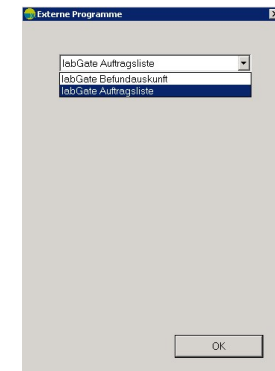 Externe Programme
labGate Auftragsliste
labGate Befundauskunft
labGate Auftragsliste
OK